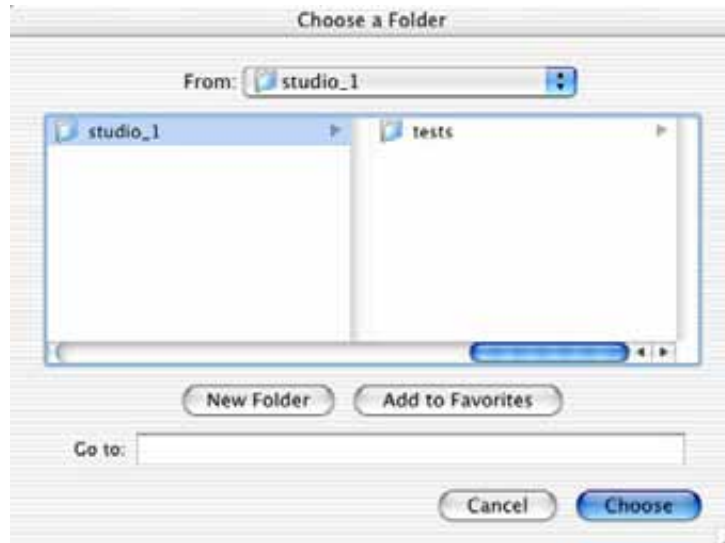 Choose a Folder
From: studio_1
studio_1 tests
New Folder Add to Favorites
Go to:
Cancel Choose